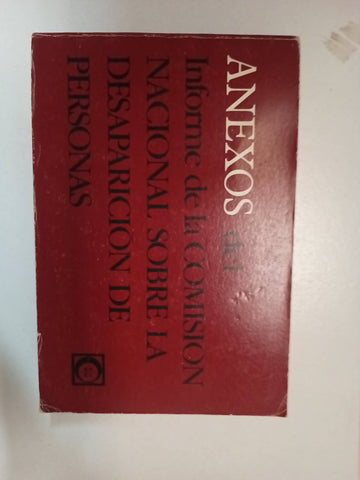 ANEXOS del
Informe de la COMISION
NACIONAL SOBRE LA
DESAPARICION DE
PERSONAS